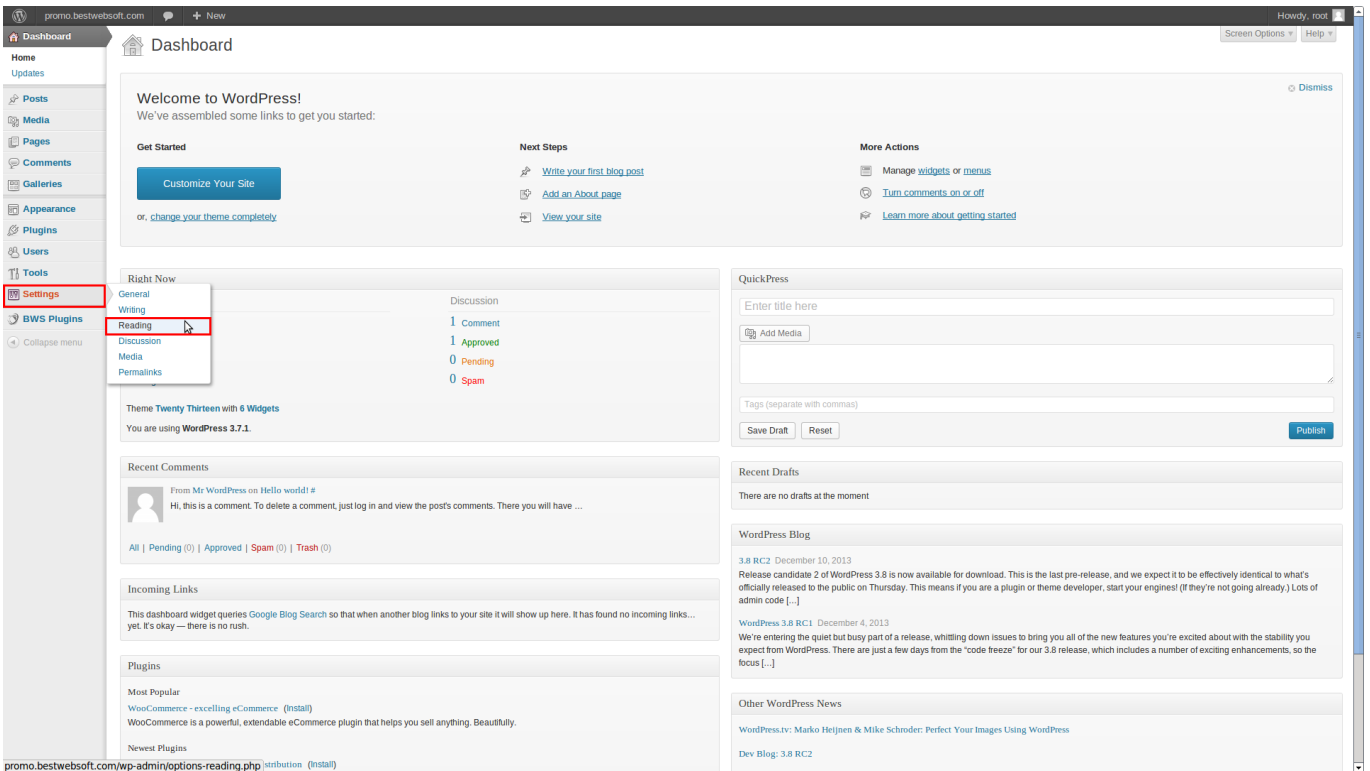 promo.bestwebsoft.com + New Howdy, root
Dashboard
Home
Updates
Posts
Media
Pages
Comments
Galleries
Appearance
Plugins
Users
Tools
Settings
BWS Plugins
Collapse menu
General
Writing
Reading
Discussion
Media
Permalinks
Dashboard
Screen Options Help
Welcome to WordPress!
We've assembled some links to get you started:
Dismiss
Get Started
Customize Your Site
or, change your theme completely
Next Steps
Write your first blog post
Add an About page
View your site
More Actions
Manage widgets or menus
Turn comments on or off
Learn more about getting started
Right Now
Discussion
1 Comment
1 Approved
0 Pending
0 Spam
Theme Twenty Thirteen with 6 Widgets
You are using WordPress 3.7.1.
Recent Comments
From Mr WordPress on Hello world! #
Hi, this is a comment. To delete a comment, just log in and view the post's comments. There you will have …
All | Pending (0) | Approved | Spam (0) | Trash (0)
Incoming Links
This dashboard widget queries Google Blog Search so that when another blog links to your site it will show up here. It has found no incoming links…
yet. It's okay — there is no rush.
Plugins
Most Popular
WooCommerce - excelling eCommerce (Install)
WooCommerce is a powerful, extendable eCommerce plugin that helps you sell anything. Beautifully.
Newest Plugins
stribution (Install)
QuickPress
Enter title here
Add Media
Tags (separate with commas)
Save Draft Reset Publish
Recent Drafts
There are no drafts at the moment
WordPress Blog
3.8 RC2 December 10, 2013
Release candidate 2 of WordPress 3.8 is now available for download. This is the last pre-release, and we expect it to be effectively identical to what's
officially released to the public on Thursday. This means if you are a plugin or theme developer, start your engines! (If they're not going already.) Lots of
admin code […]
WordPress 3.8 RC1 December 4, 2013
We're entering the quiet but busy part of a release, whittling down issues to bring you all of the new features you're excited about with the stability you
expect from WordPress. There are just a few days from the "code freeze" for our 3.8 release, which includes a number of exciting enhancements, so the
focus […]
Other WordPress News
WordPress.tv: Marko Heijnen & Mike Schroder: Perfect Your Images Using WordPress
Dev Blog: 3.8 RC2
promo.bestwebsoft.com/wp-admin/options-reading.php